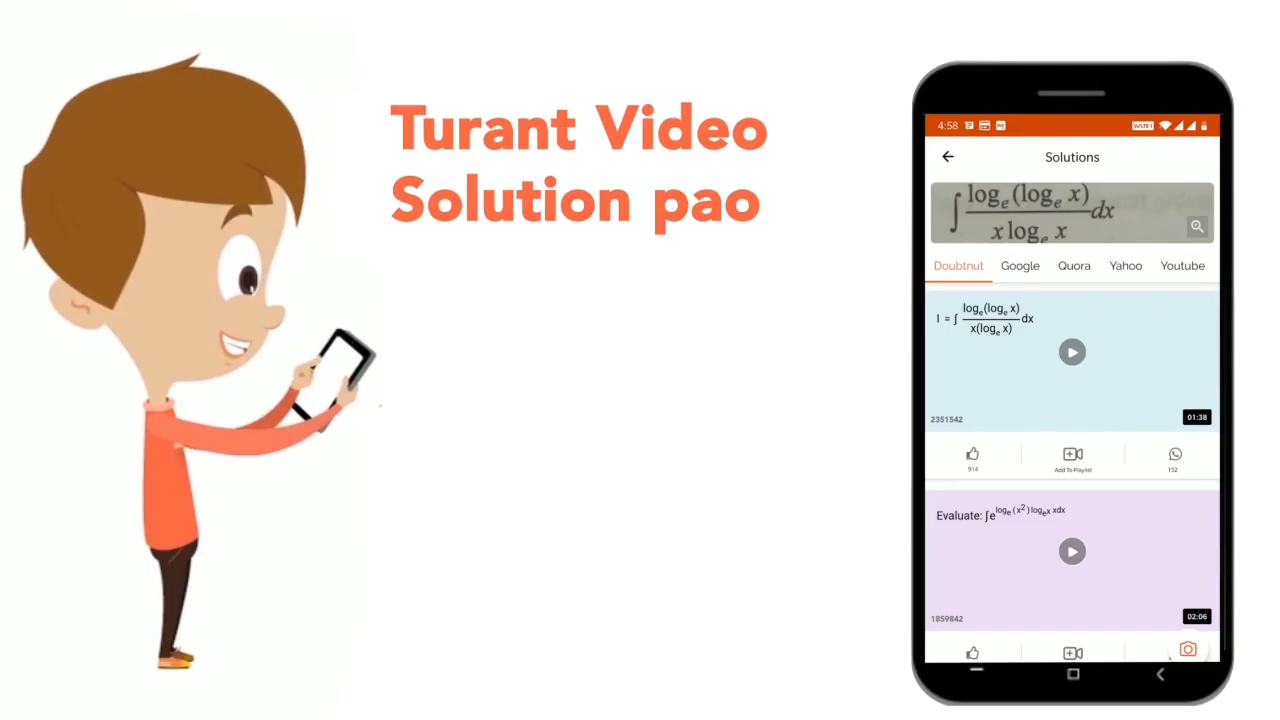 Turant Video
Solution pao
4:58
VoLTE1
Solutions
∫ logₑ(logₑ x) / x logₑ x dx
Doubtnut Google Quora Yahoo Youtube
I = ∫ logₑ(logₑ x) / x(logₑ x) dx
2351542 01:38
914 Add To Playlist 152
Evaluate: ∫e^logₑ(x²)logₑx xdx
1859842 02:06